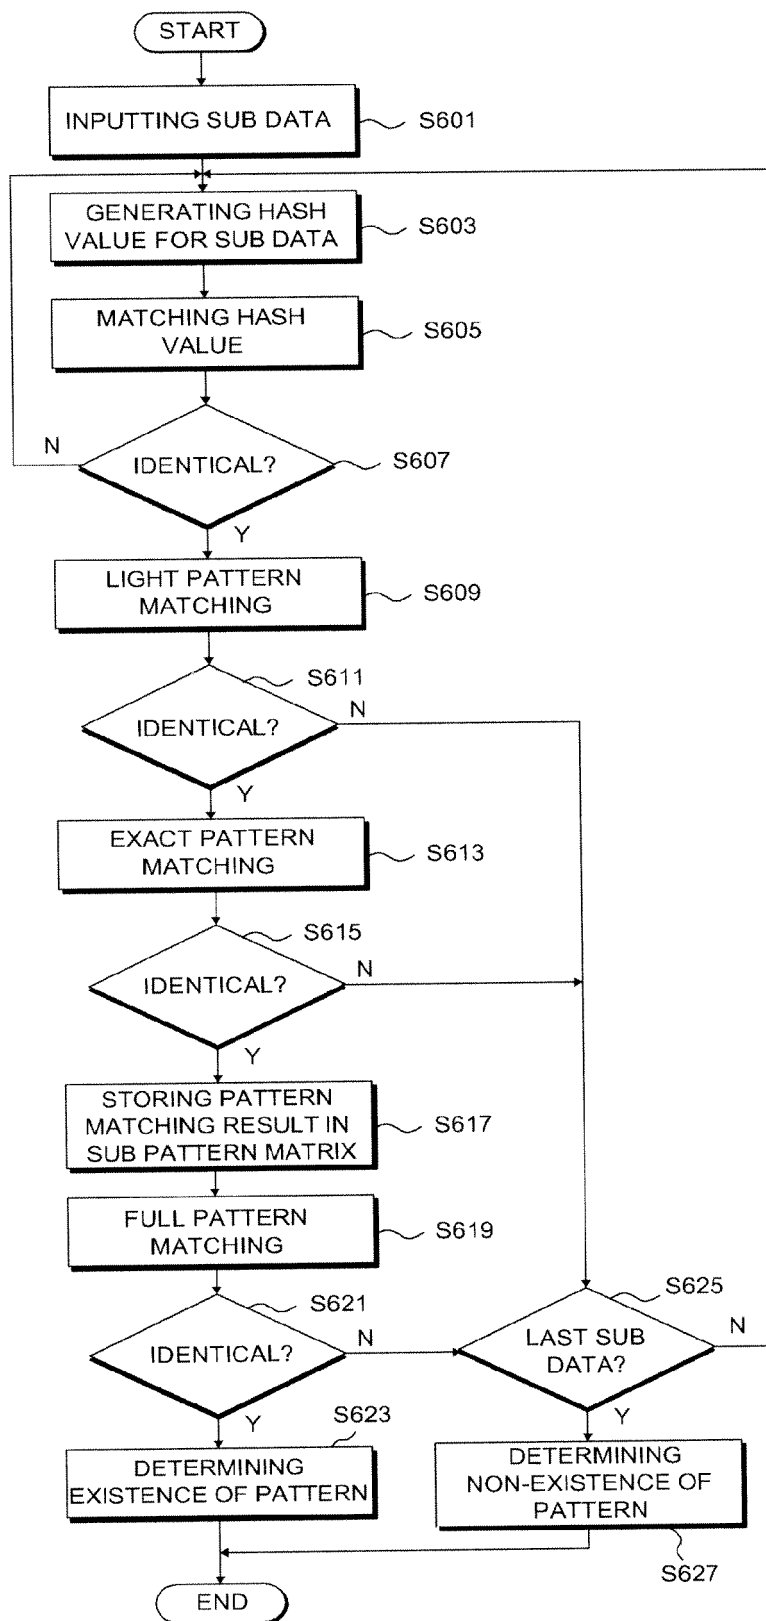 START
INPUTTING SUB DATA
S601
GENERATING HASH
VALUE FOR SUB DATA
S603
MATCHING HASH
VALUE
S605
N
IDENTICAL?
S607
Y
LIGHT PATTERN
MATCHING
S609
S611
IDENTICAL?
N
Y
EXACT PATTERN
MATCHING
S613
S615
IDENTICAL?
N
Y
STORING PATTERN
MATCHING RESULT IN
SUB PATTERN MATRIX
S617
FULL PATTERN
MATCHING
S619
S621
IDENTICAL?
N
S625
LAST SUB
DATA?
N
Y
Y
S623
DETERMINING
EXISTENCE OF PATTERN
DETERMINING
NON-EXISTENCE OF
PATTERN
S627
END